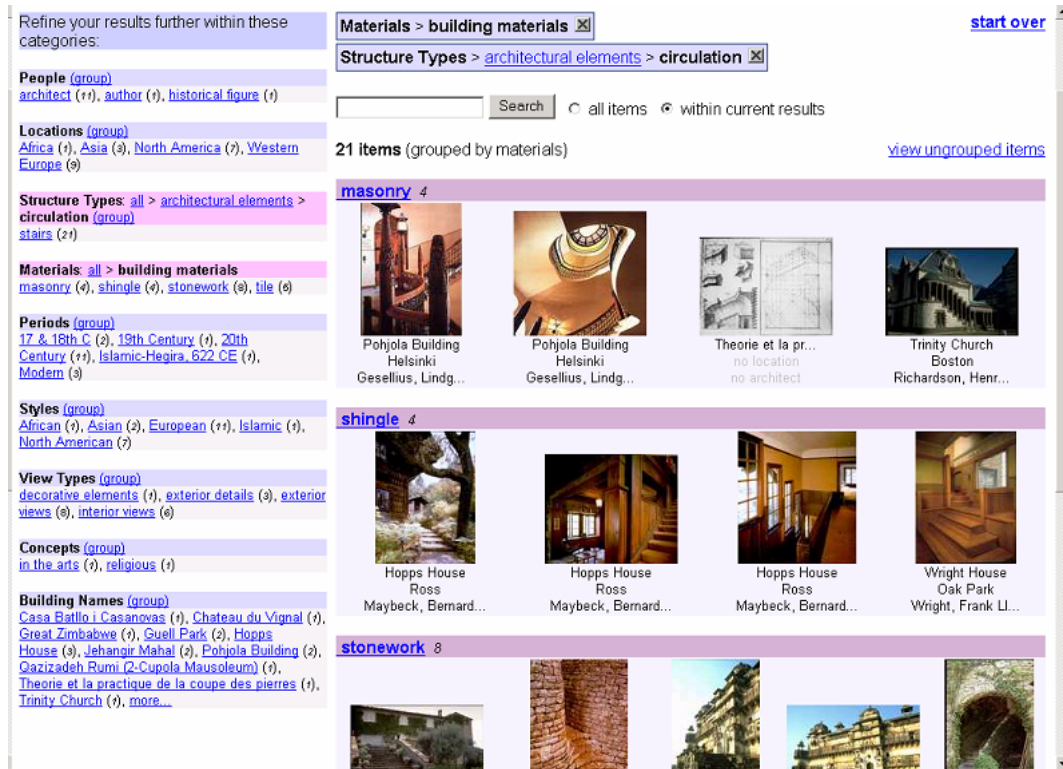 Refine your results further within these
categories:
People (group)
architect (11), author (1), historical figure (1)
Locations (group)
Africa (1), Asia (3), North America (7), Western
Europe (9)
Structure Types: all > architectural elements >
circulation (group)
stairs (21)
Materials: all > building materials
masonry (4), shingle (4), stonework (8), tile (6)
Periods (group)
17 & 18th C (2), 19th Century (1), 20th
Century (11), Islamic-Hegira, 622 CE (1),
Modern (3)
Styles (group)
African (1), Asian (2), European (11), Islamic (1),
North American (7)
View Types (group)
decorative elements (1), exterior details (3), exterior
views (8), interior views (6)
Concepts (group)
in the arts (1), religious (1)
Building Names (group)
Casa Batllo i Casanovas (1), Chateau du Vignal (1),
Great Zimbabwe (1), Guell Park (2), Hopps
House (3), Jehangir Mahal (2), Pohjola Building (2),
Qazizadeh Rumi (2-Cupola Mausoleum) (1),
Theorie et la practique de la coupe des pierres (1),
Trinity Church (1), more...
Materials > building materials
start over
Structure Types > architectural elements > circulation
Search all items within current results
21 items (grouped by materials)
view ungrouped items
masonry 4
Pohjola Building
Helsinki
Gesellius, Lindg...
Pohjola Building
Helsinki
Gesellius, Lindg...
Theorie et la pr...
no location
no architect
Trinity Church
Boston
Richardson, Henr...
shingle 4
Hopps House
Ross
Maybeck, Bernard...
Hopps House
Ross
Maybeck, Bernard...
Hopps House
Ross
Maybeck, Bernard...
Wright House
Oak Park
Wright, Frank Ll...
stonework 8